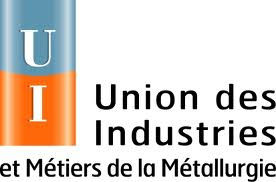 U
I
Union des
Industries
et Métiers de la Métallurgie